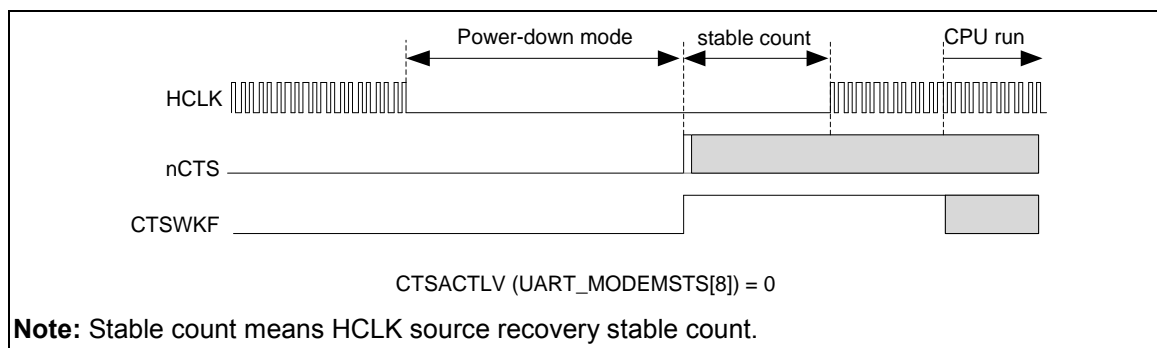 Power-down mode stable count CPU run
HCLK
nCTS
CTSWKF
CTSACTLV (UART_MODEMSTS[8]) = 0
Note: Stable count means HCLK source recovery stable count.